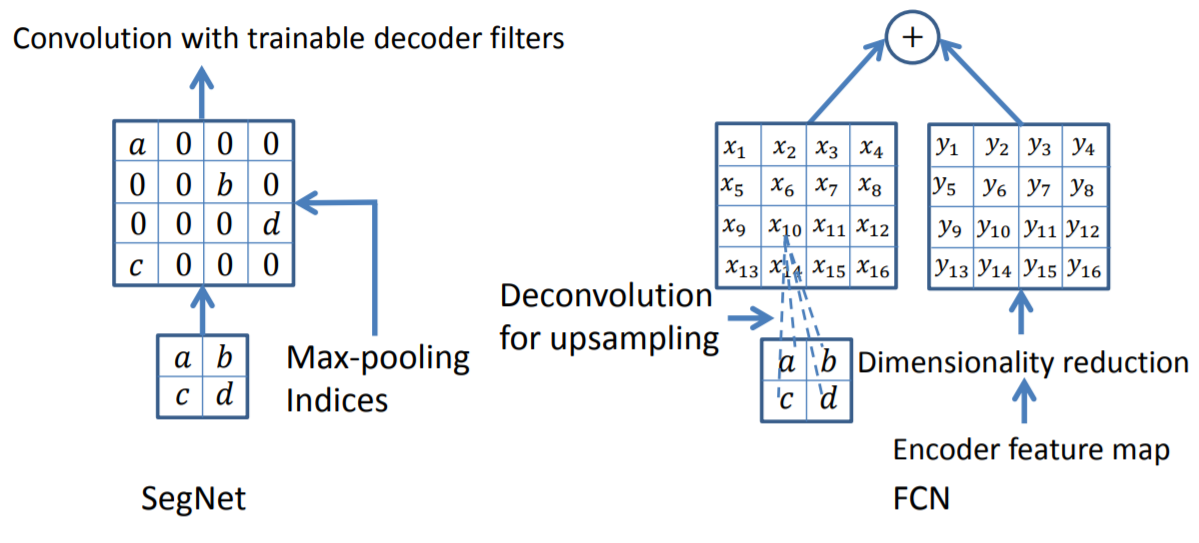 Convolution with trainable decoder filters
a 0 0 0
0 0 b 0
0 0 0 d
c 0 0 0
a b
c d
Max-pooling
Indices
SegNet
+
x₁ x₂ x₃ x₄
x₅ x₆ x₇ x₈
x₉ x₁₀ x₁₁ x₁₂
x₁₃ x₁₄ x₁₅ x₁₆
y₁ y₂ y₃ y₄
y₅ y₆ y₇ y₈
y₉ y₁₀ y₁₁ y₁₂
y₁₃ y₁₄ y₁₅ y₁₆
Deconvolution
for upsampling
a b
c d
Dimensionality reduction
Encoder feature map
FCN